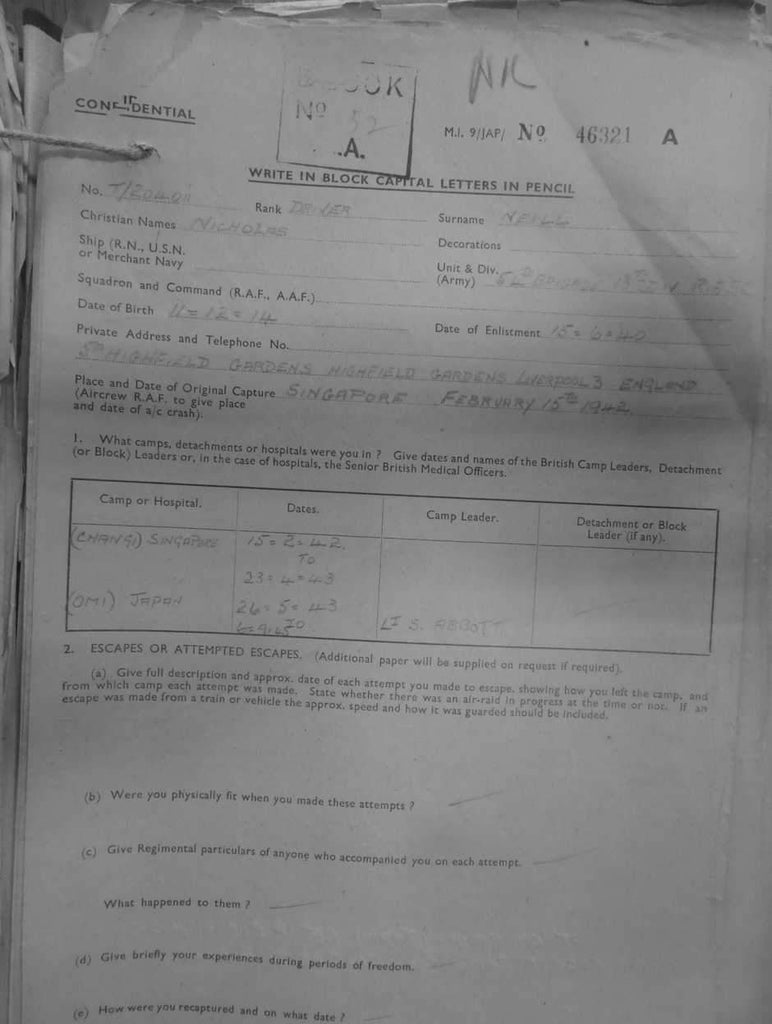 NIL
CONFIDENTIAL
BOOK
No 52
A.
M.I. 9/JAP/ No 46321 A
WRITE IN BLOCK CAPITAL LETTERS IN PENCIL
No. Rank DRIVER Surname NEILL
Christian Names NICHOLAS Decorations
Ship (R.N., U.S.N. or Merchant Navy
Unit & Div. (Army)
Squadron and Command (R.A.F., A.A.F.)
Date of Birth 11=12=14 Date of Enlistment 15=6=40
Private Address and Telephone No.
HIGHFIELD GARDENS HIGHFIELD GARDENS LIVERPOOL 3 ENGLAND
Place and Date of Original Capture SINGAPORE FEBRUARY 15TH 1942
(Aircrew R.A.F. to give place
and date of a/c crash).
1. What camps, detachments or hospitals were you in ? Give dates and names of the British Camp Leaders, Detachment
(or Block) Leaders or, in the case of hospitals, the Senior British Medical Officers.
Camp or Hospital. Dates. Camp Leader. Detachment or Block Leader (if any).
(CHANGI) SINGAPORE 15=2=42.
TO
23=4=43
(OMI) JAPAN 26=5=43
TO
6=9=45 LT S. ABBOTT
2. ESCAPES OR ATTEMPTED ESCAPES. (Additional paper will be supplied on request if required).
(a) Give full description and approx. date of each attempt you made to escape, showing how you left the camp, and
from which camp each attempt was made. State whether there was an air-raid in progress at the time or not. If an
escape was made from a train or vehicle the approx. speed and how it was guarded should be included.
(b) Were you physically fit when you made these attempts ?
(c) Give Regimental particulars of anyone who accompanied you on each attempt.
What happened to them ?
(d) Give briefly your experiences during periods of freedom.
(e) How were you recaptured and on what date ?